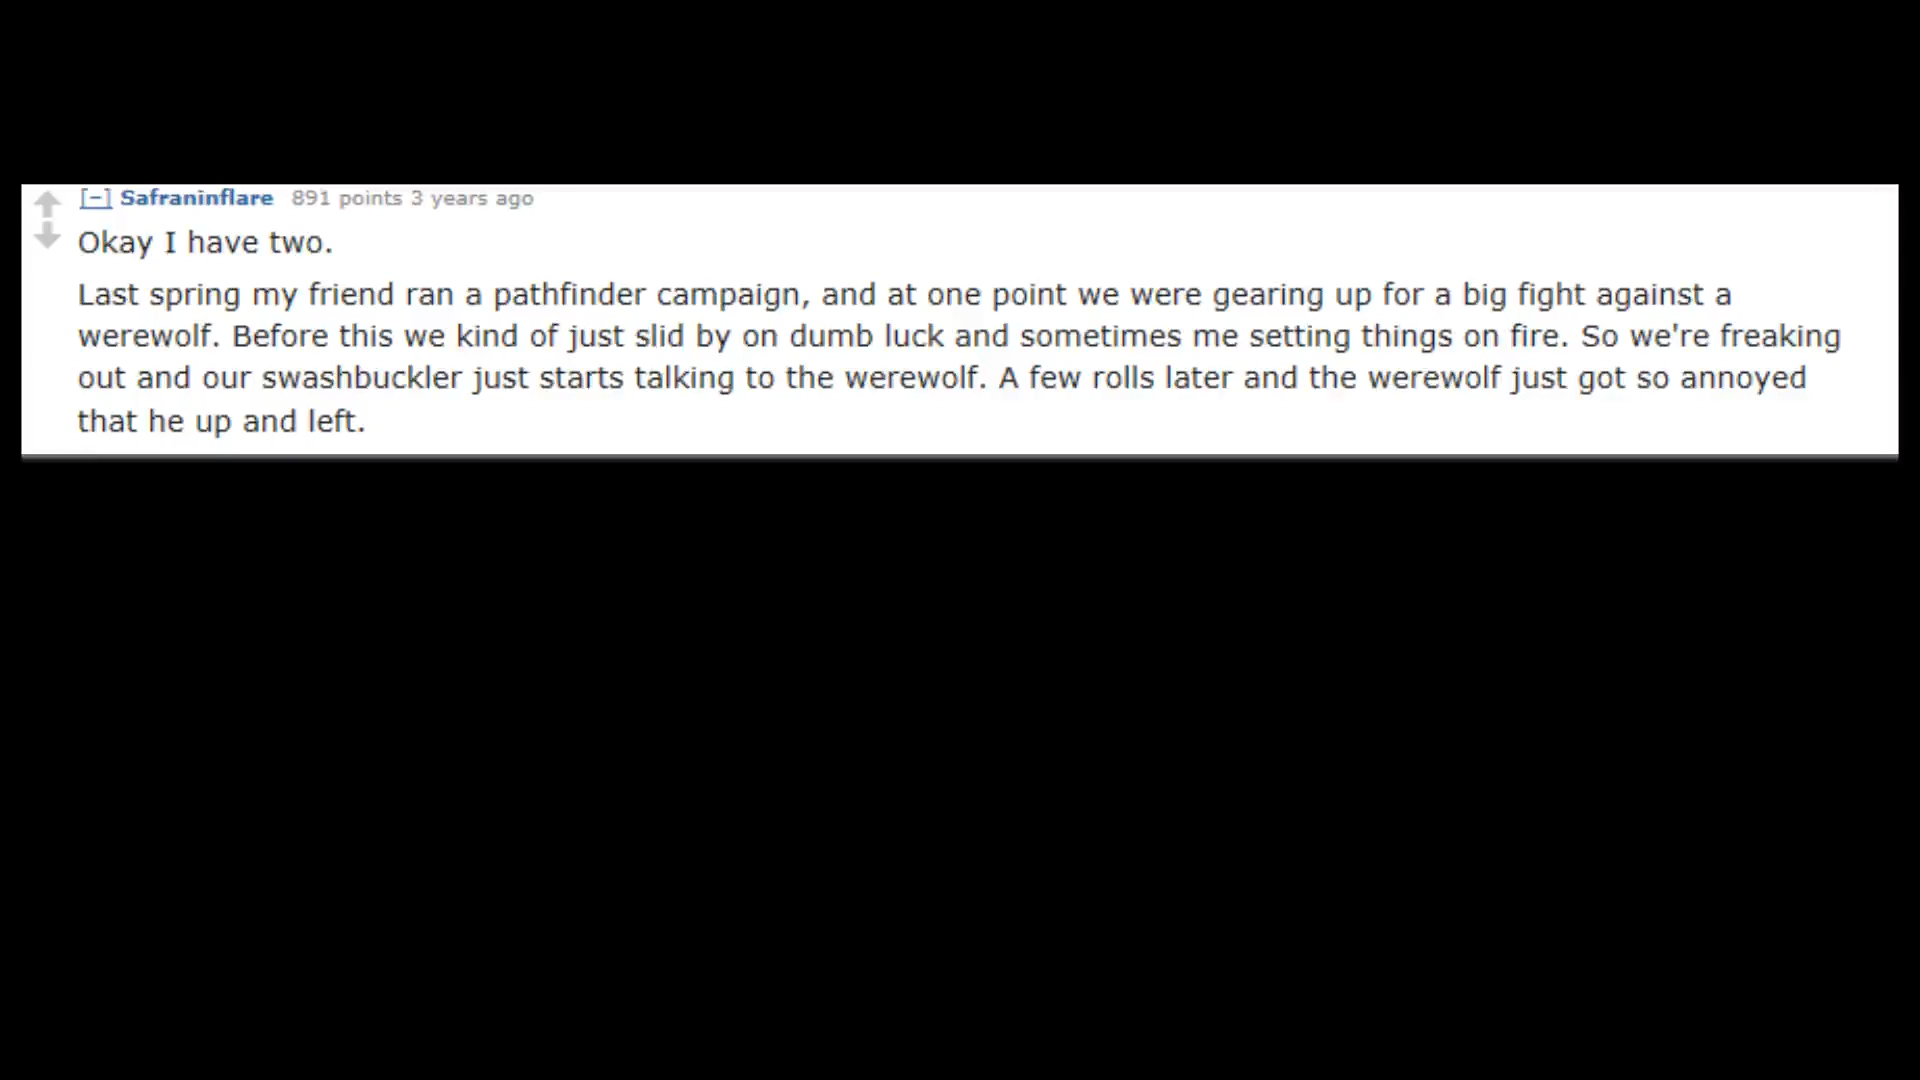 [–] Safraninflare 891 points 3 years ago
Okay I have two.
Last spring my friend ran a pathfinder campaign, and at one point we were gearing up for a big fight against a
werewolf. Before this we kind of just slid by on dumb luck and sometimes me setting things on fire. So we're freaking
out and our swashbuckler just starts talking to the werewolf. A few rolls later and the werewolf just got so annoyed
that he up and left.